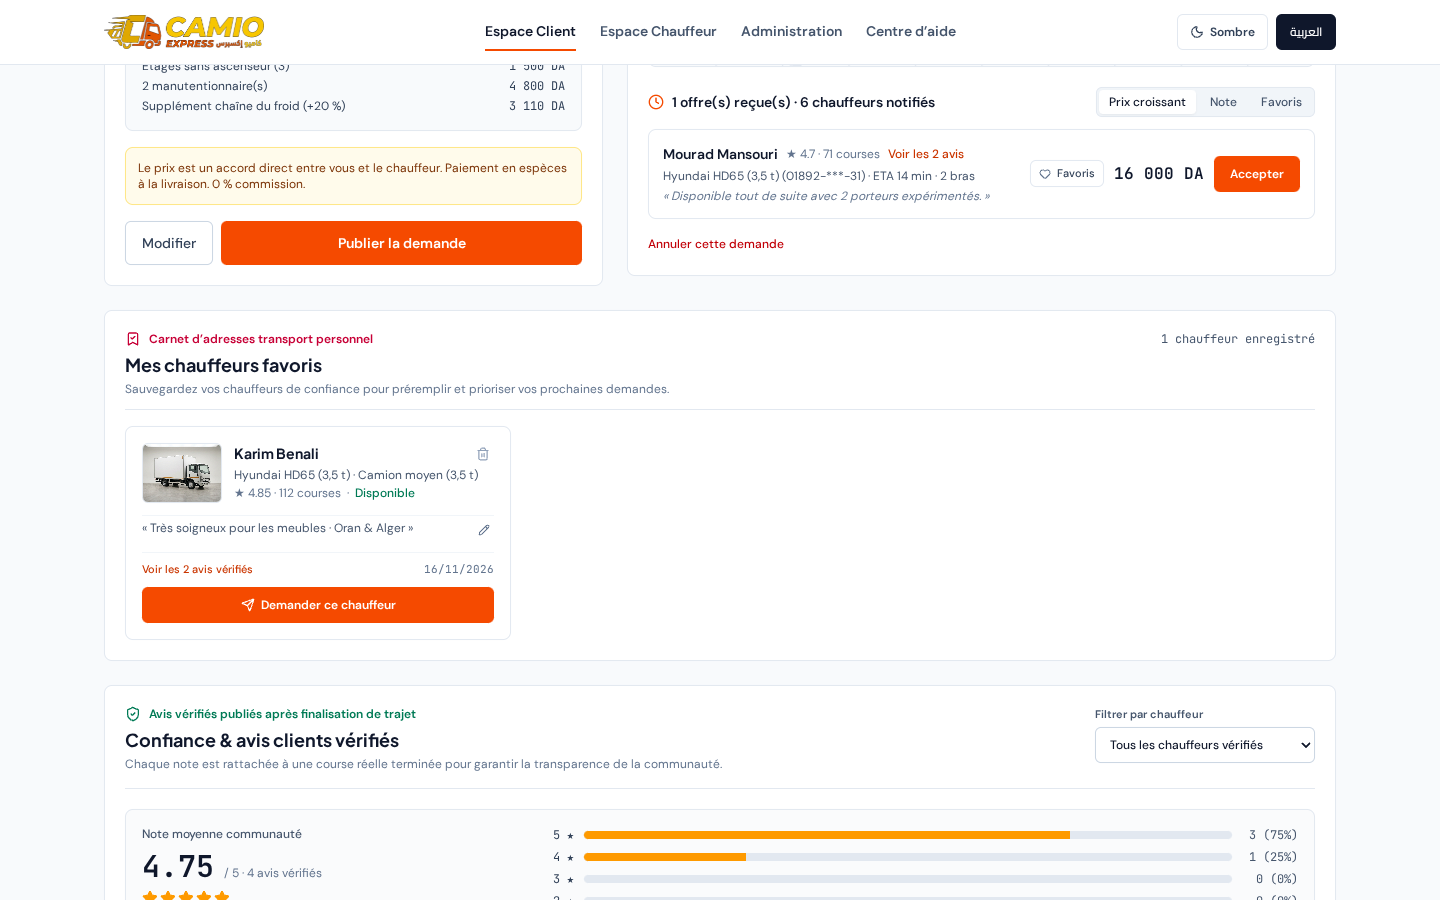 CAMIO
EXPRESS كاميو إكسبرس
Espace Client
Espace Chauffeur
Administration
Centre d’aide
Sombre
العربية
Étages sans ascenseur (3) 1 500 DA
2 manutentionnaire(s) 4 800 DA
Supplément chaîne du froid (+20 %) 3 110 DA
Le prix est un accord direct entre vous et le chauffeur. Paiement en espèces
à la livraison. 0 % commission.
Modifier
Publier la demande
1 offre(s) reçue(s) · 6 chauffeurs notifiés
Prix croissant
Note
Favoris
Mourad Mansouri ★ 4.7 · 71 courses Voir les 2 avis
Hyundai HD65 (3,5 t) (01892-***-31) · ETA 14 min · 2 bras
« Disponible tout de suite avec 2 porteurs expérimentés. »
Favoris
16 000 DA
Accepter
Annuler cette demande
Carnet d’adresses transport personnel
1 chauffeur enregistré
Mes chauffeurs favoris
Sauvegardez vos chauffeurs de confiance pour préremplir et prioriser vos prochaines demandes.
Karim Benali
Hyundai HD65 (3,5 t) · Camion moyen (3,5 t)
★ 4.85 · 112 courses · Disponible
« Très soigneux pour les meubles · Oran & Alger »
Voir les 2 avis vérifiés
16/11/2026
Demander ce chauffeur
Avis vérifiés publiés après finalisation de trajet
Confiance & avis clients vérifiés
Chaque note est rattachée à une course réelle terminée pour garantir la transparence de la communauté.
Filtrer par chauffeur
Tous les chauffeurs vérifiés
Note moyenne communauté
4.75 / 5 · 4 avis vérifiés
5 ★ 3 (75%)
4 ★ 1 (25%)
3 ★ 0 (0%)
2 ★ 0 (0%)